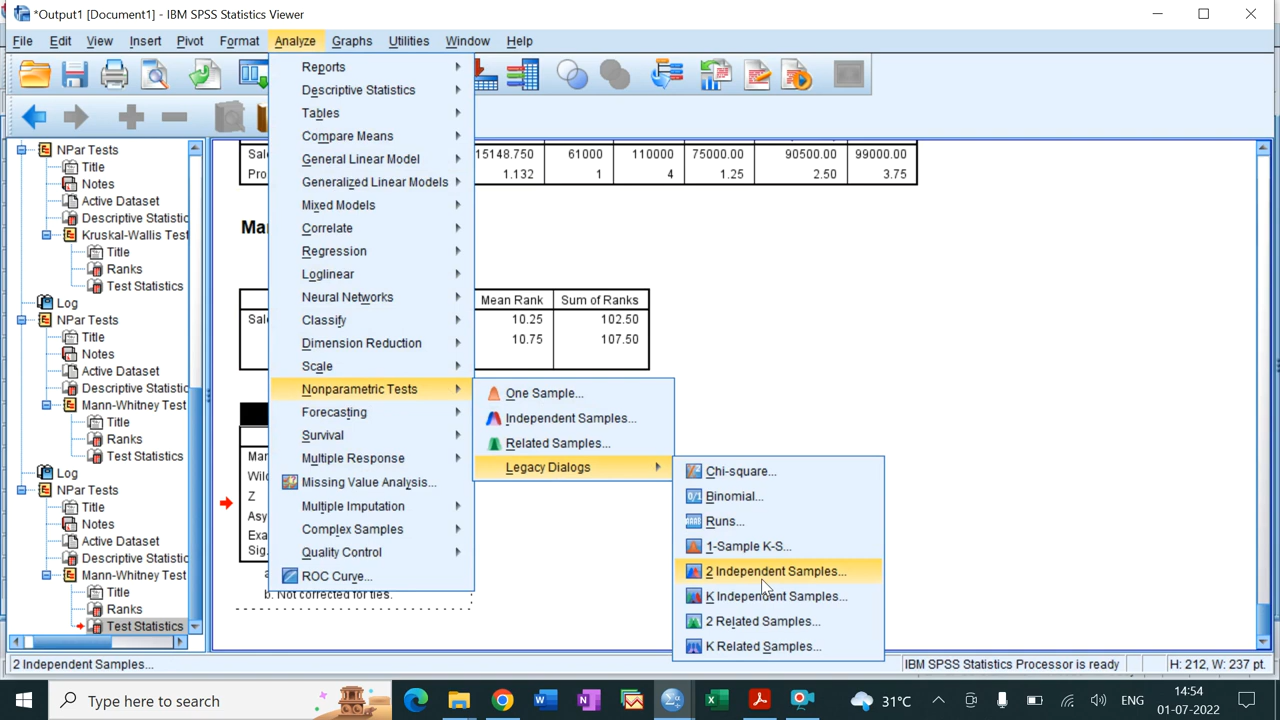 *Output1 [Document1] - IBM SPSS Statistics Viewer
File Edit View Insert Pivot Format Analyze Graphs Utilities Window Help
NPar Tests
Title
Notes
Active Dataset
Descriptive Statistic
Kruskal-Wallis Test
Title
Ranks
Test Statistics
Log
NPar Tests
Title
Notes
Active Dataset
Descriptive Statistic
Mann-Whitney Test
Title
Ranks
Test Statistics
Log
NPar Tests
Title
Notes
Active Dataset
Descriptive Statistic
Mann-Whitney Test
Title
Ranks
Test Statistics
Reports
Descriptive Statistics
Tables
Compare Means
General Linear Model
Generalized Linear Models
Mixed Models
Correlate
Regression
Loglinear
Neural Networks
Classify
Dimension Reduction
Scale
Nonparametric Tests
Forecasting
Survival
Multiple Response
Missing Value Analysis...
Multiple Imputation
Complex Samples
Quality Control
ROC Curve...
One Sample...
Independent Samples...
Related Samples...
Legacy Dialogs
Chi-square...
Binomial...
Runs...
1-Sample K-S...
2 Independent Samples...
K Independent Samples...
2 Related Samples...
K Related Samples...
Sal 15148.750 61000 110000 75000.00 90500.00 99000.00
Pro 1.132 1 4 1.25 2.50 3.75
Ma
Mean Rank Sum of Ranks
Sal 10.25 102.50
10.75 107.50
Mar
Wilc
Z
Asy
Exa
Sig.
b. Not corrected for ties.
2 Independent Samples... IBM SPSS Statistics Processor is ready H: 212, W: 237 pt.
Type here to search 31°C ENG 14:54
01-07-2022